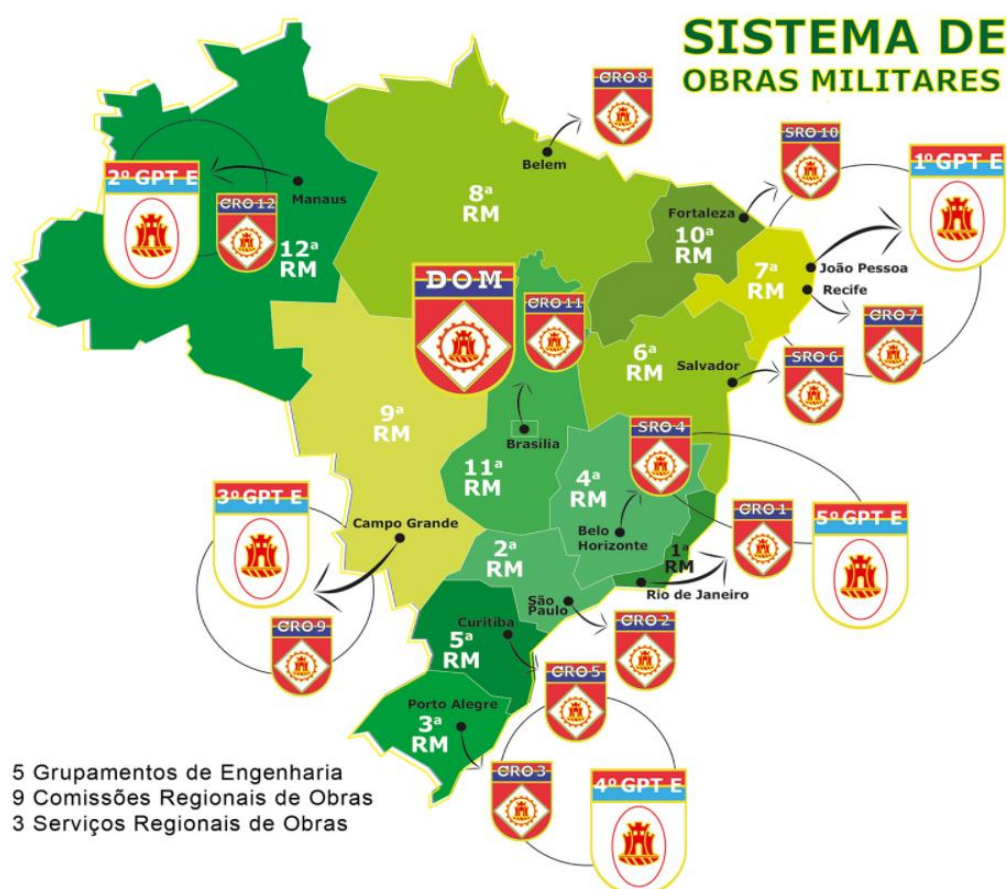 SISTEMA DE
OBRAS MILITARES
CRO 8
Belem
SRO 10
Fortaleza
1º GPT E
2º GPT E
Manaus
CRO 12
12ª
RM
8ª
RM
10ª
RM
7ª
RM
João Pessoa
Recife
CRO 7
DOM
CRO 11
6ª
RM
Salvador
SRO 6
9ª
RM
Brasilia
11ª
RM
SRO 4
4ª
RM
Belo
Horizonte
CRO 1
5º GPT E
1ª
RM
Rio de Janeiro
3º GPT E
Campo Grande
CRO 9
2ª
RM
São
Paulo
CRO 2
Curitiba
5ª
RM
CRO 5
Porto Alegre
3ª
RM
CRO 3
4º GPT E
5 Grupamentos de Engenharia
9 Comissões Regionais de Obras
3 Serviços Regionais de Obras